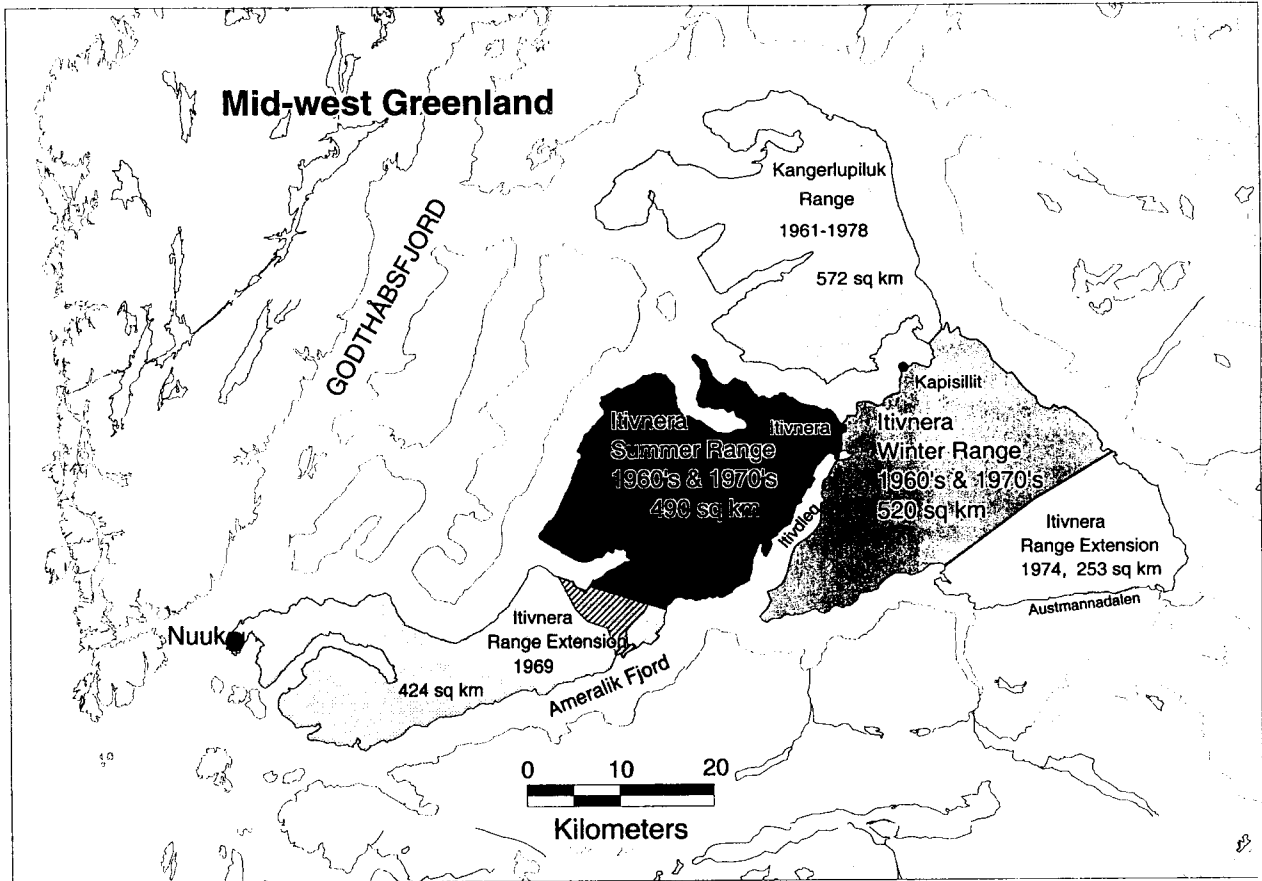 Mid-west Greenland
GODTHÅBSFJORD
Kangerlupiluk
Range
1961-1978
572 sq km
Kapisillit
Itivnera
Summer Range
1960's & 1970's
490 sq km
Itivnera
Itivdleq
Itivnera
Winter Range
1960's & 1970's
520 sq km
Itivnera
Range Extension
1974, 253 sq km
Austmannadalen
Nuuk
Itivnera
Range Extension
1969
424 sq km
Ameralik Fjord
0 10 20
Kilometers